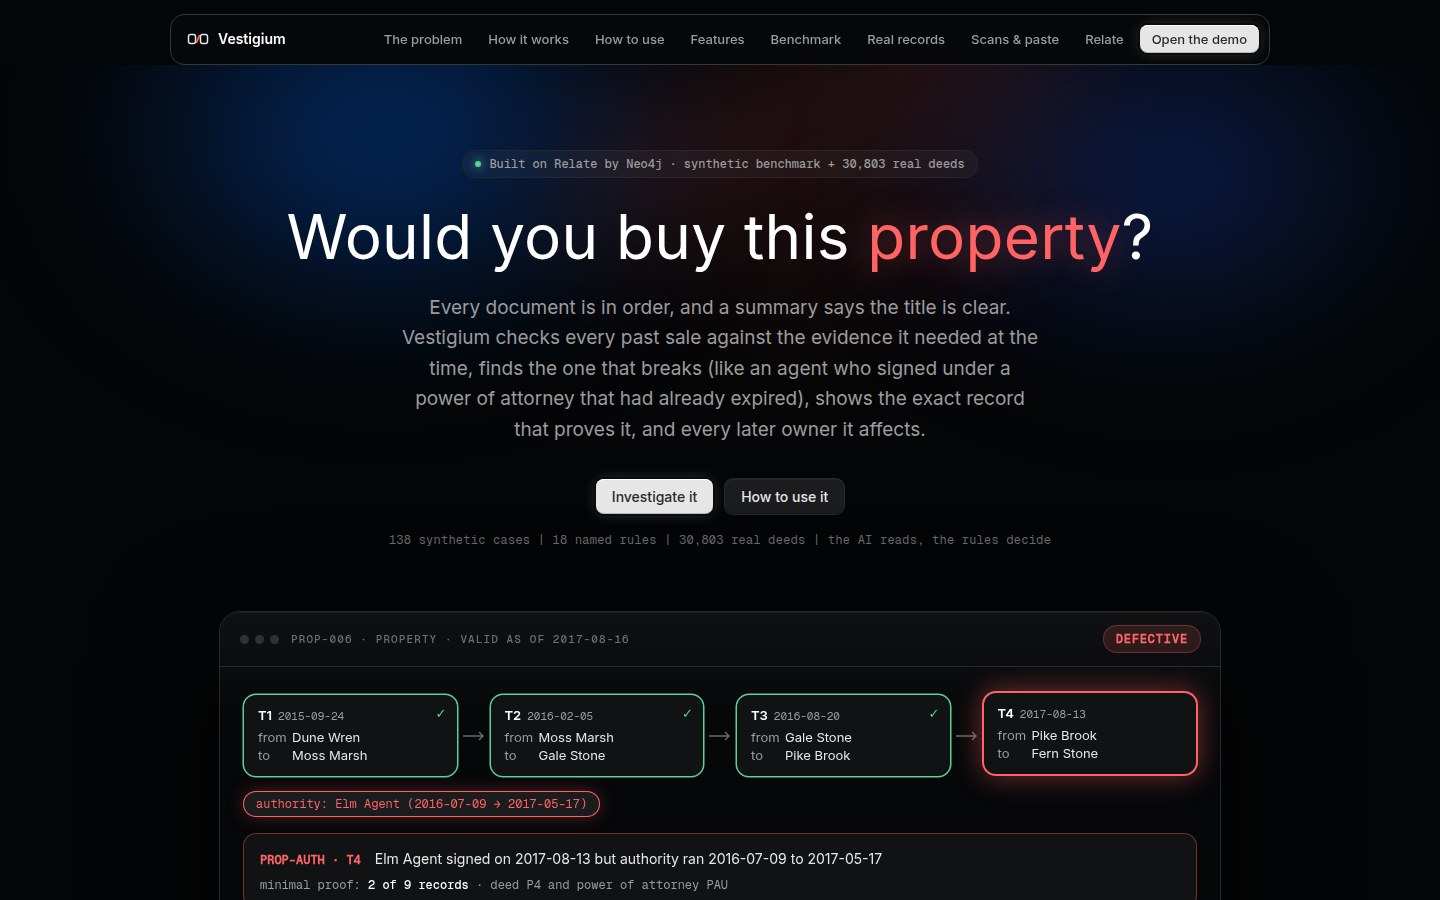 Vestigium
The problem
How it works
How to use
Features
Benchmark
Real records
Scans & paste
Relate
Open the demo
Built on Relate by Neo4j · synthetic benchmark + 30,803 real deeds
Would you buy this property?
Every document is in order, and a summary says the title is clear.
Vestigium checks every past sale against the evidence it needed at the
time, finds the one that breaks (like an agent who signed under a
power of attorney that had already expired), shows the exact record
that proves it, and every later owner it affects.
Investigate it
How to use it
138 synthetic cases | 18 named rules | 30,803 real deeds | the AI reads, the rules decide
PROP-006 · PROPERTY · VALID AS OF 2017-08-16
DEFECTIVE
T1 2015-09-24 ✓
from Dune Wren
to Moss Marsh
→
T2 2016-02-05 ✓
from Moss Marsh
to Gale Stone
→
T3 2016-08-20 ✓
from Gale Stone
to Pike Brook
→
T4 2017-08-13
from Pike Brook
to Fern Stone
authority: Elm Agent (2016-07-09 → 2017-05-17)
PROP-AUTH · T4 Elm Agent signed on 2017-08-13 but authority ran 2016-07-09 to 2017-05-17
minimal proof: 2 of 9 records · deed P4 and power of attorney PAU